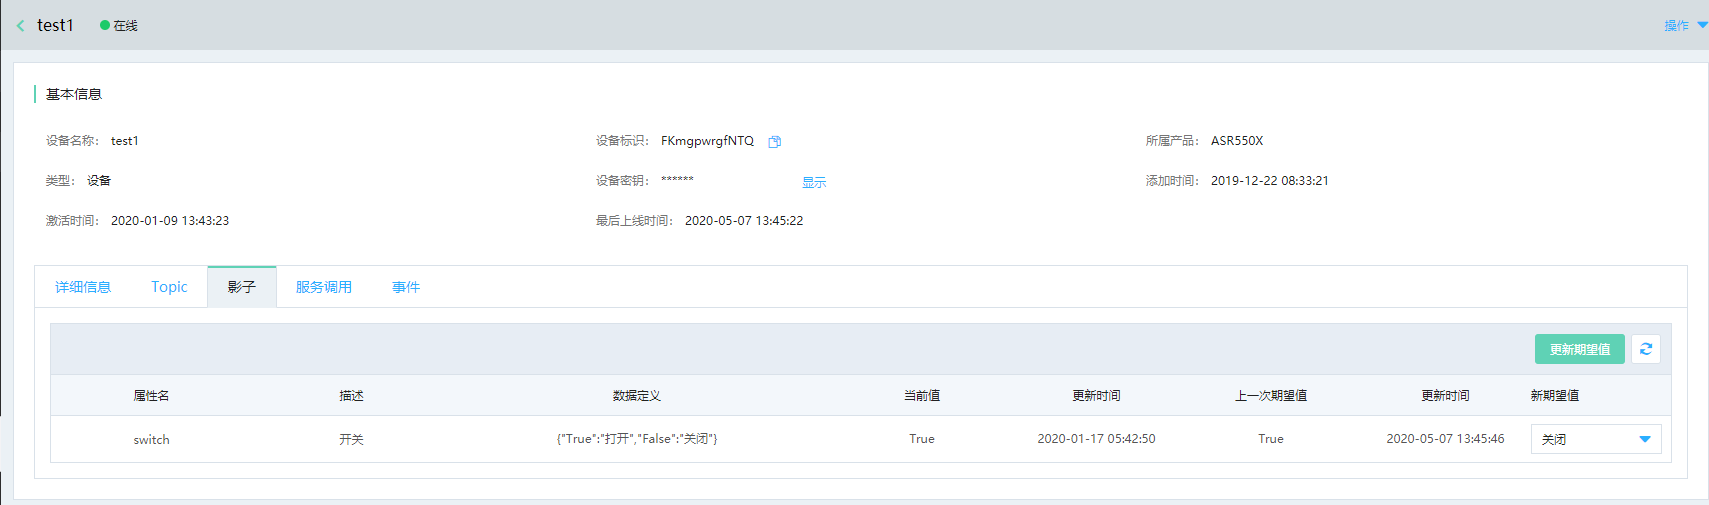 test1 在线 操作
基本信息
设备名称： test1 设备标识： FKmgpwrgfNTQ 所属产品： ASR550X
类型： 设备 设备密钥： ****** 显示 添加时间： 2019-12-22 08:33:21
激活时间： 2020-01-09 13:43:23 最后上线时间： 2020-05-07 13:45:22
详细信息 Topic 影子 服务调用 事件
更新期望值
属性名 描述 数据定义 当前值 更新时间 上一次期望值 更新时间 新期望值
switch 开关 {"True":"打开","False":"关闭"} True 2020-01-17 05:42:50 True 2020-05-07 13:45:46 关闭